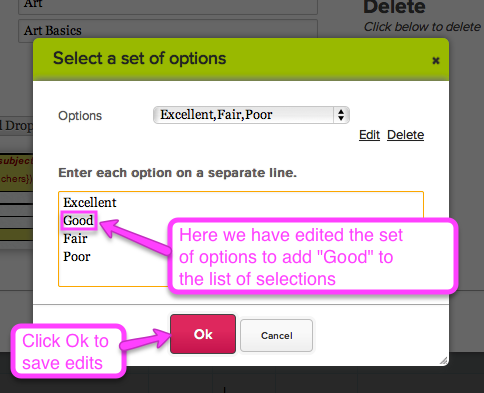 Art
Delete
Click below to delete
Art Basics
Select a set of options
Options
Excellent,Fair,Poor
Edit Delete
Drop
subject
chers})
Enter each option on a separate line.
Excellent
Good
Fair
Poor
Here we have edited the set
of options to add "Good" to
the list of selections
Click Ok to
save edits
Ok
Cancel